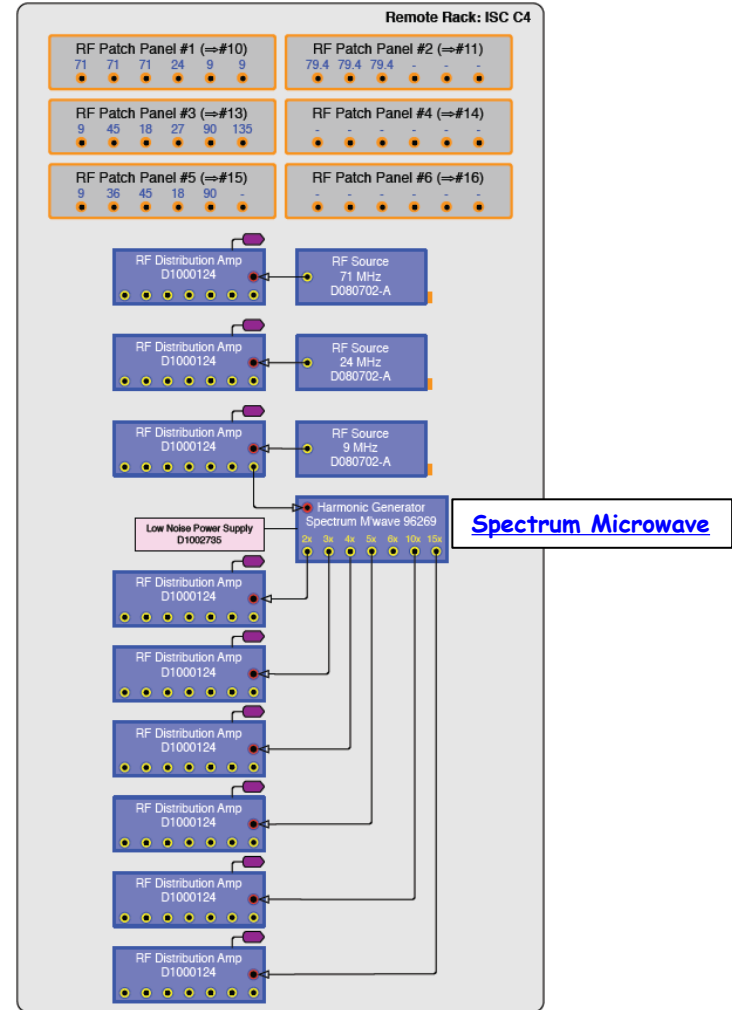 Remote Rack: ISC C4
RF Patch Panel #1 (⇒#10)
71 71 71 24 9 9
RF Patch Panel #2 (⇒#11)
79.4 79.4 79.4 - - -
RF Patch Panel #3 (⇒#13)
9 45 18 27 90 135
RF Patch Panel #4 (⇒#14)
- - - - - -
RF Patch Panel #5 (⇒#15)
9 36 45 18 90 -
RF Patch Panel #6 (⇒#16)
- - - - - -
RF Distribution Amp
D1000124
RF Source
71 MHz
D080702-A
RF Distribution Amp
D1000124
RF Source
24 MHz
D080702-A
RF Distribution Amp
D1000124
RF Source
9 MHz
D080702-A
Harmonic Generator
Spectrum M'wave 96269
2x 3x 4x 5x 6x 10x 15x
Spectrum Microwave
Low Noise Power Supply
D1002735
RF Distribution Amp
D1000124
RF Distribution Amp
D1000124
RF Distribution Amp
D1000124
RF Distribution Amp
D1000124
RF Distribution Amp
D1000124
RF Distribution Amp
D1000124